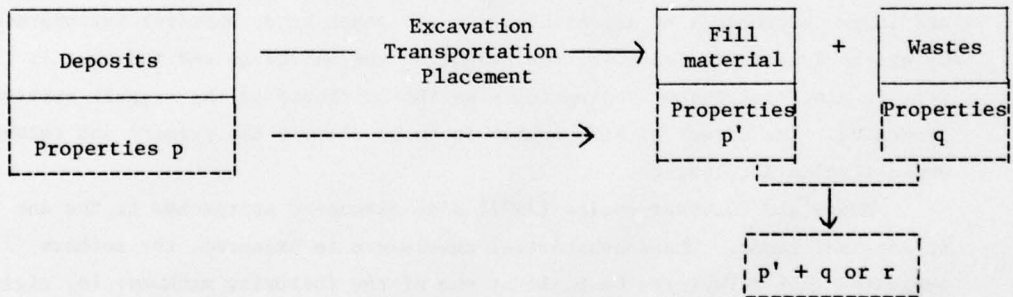 Deposits
Properties p
Excavation
Transportation
Placement
Fill
material
+
Wastes
Properties
p'
Properties
q
p' + q or r